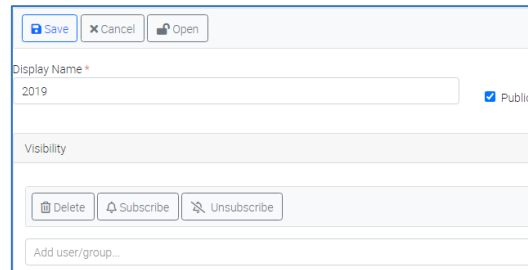 Save Cancel Open
Display Name *
2019
Visibility
Delete Subscribe Unsubscribe
Add user/group...